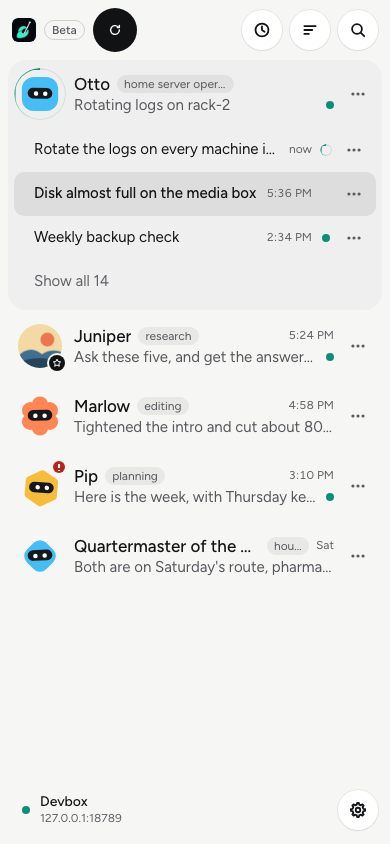 Beta
Otto home server oper...
Rotating logs on rack-2
Rotate the logs on every machine i... now
Disk almost full on the media box 5:36 PM
Weekly backup check 2:34 PM
Show all 14
Juniper research 5:24 PM
Ask these five, and get the answer...
Marlow editing 4:58 PM
Tightened the intro and cut about 80...
Pip planning 3:10 PM
Here is the week, with Thursday ke...
Quartermaster of the ... hou... Sat
Both are on Saturday's route, pharma...
Devbox
127.0.0.1:18789